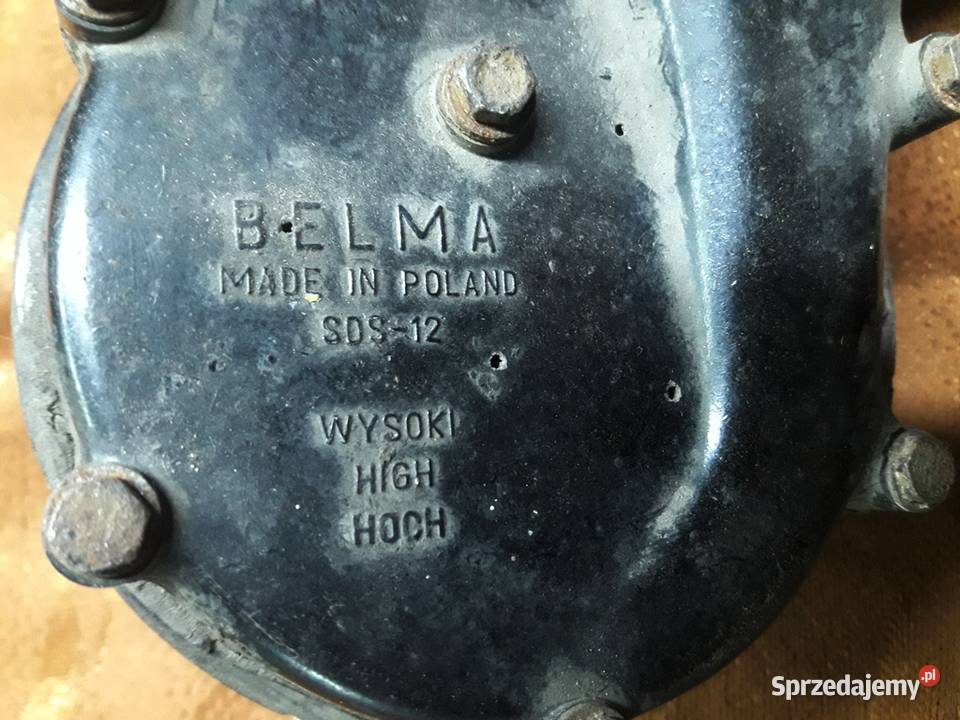 BELMA
MADE IN POLAND
SDS-12
WYSOKI
HIGH
HOCH
Sprzedajemy.pl